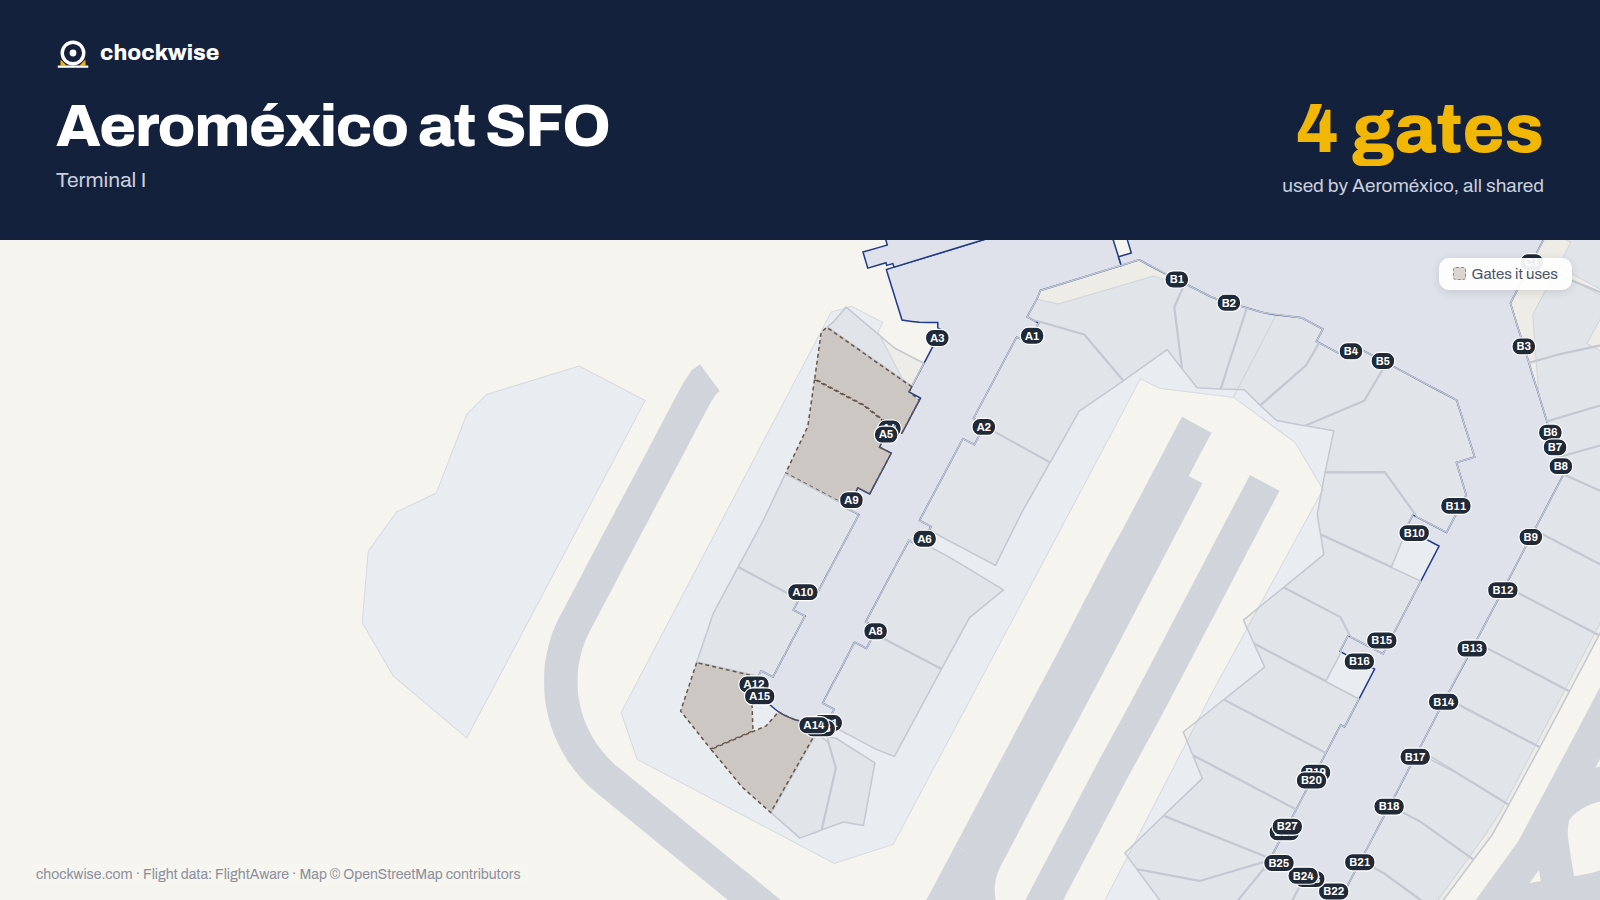 chockwise
Aeroméxico at SFO
Terminal I
4 gates
used by Aeroméxico, all shared
Gates it uses
B1
B2
A3
A1
B3
B4
B5
A2
A5
B6
B7
B8
A9
B11
B10
B9
A6
A10
B12
A8
B15
B13
B16
A12
A15
B14
A14
B17
B20
B18
B27
B25
B21
B24
B22
chockwise.com · Flight data: FlightAware · Map © OpenStreetMap contributors